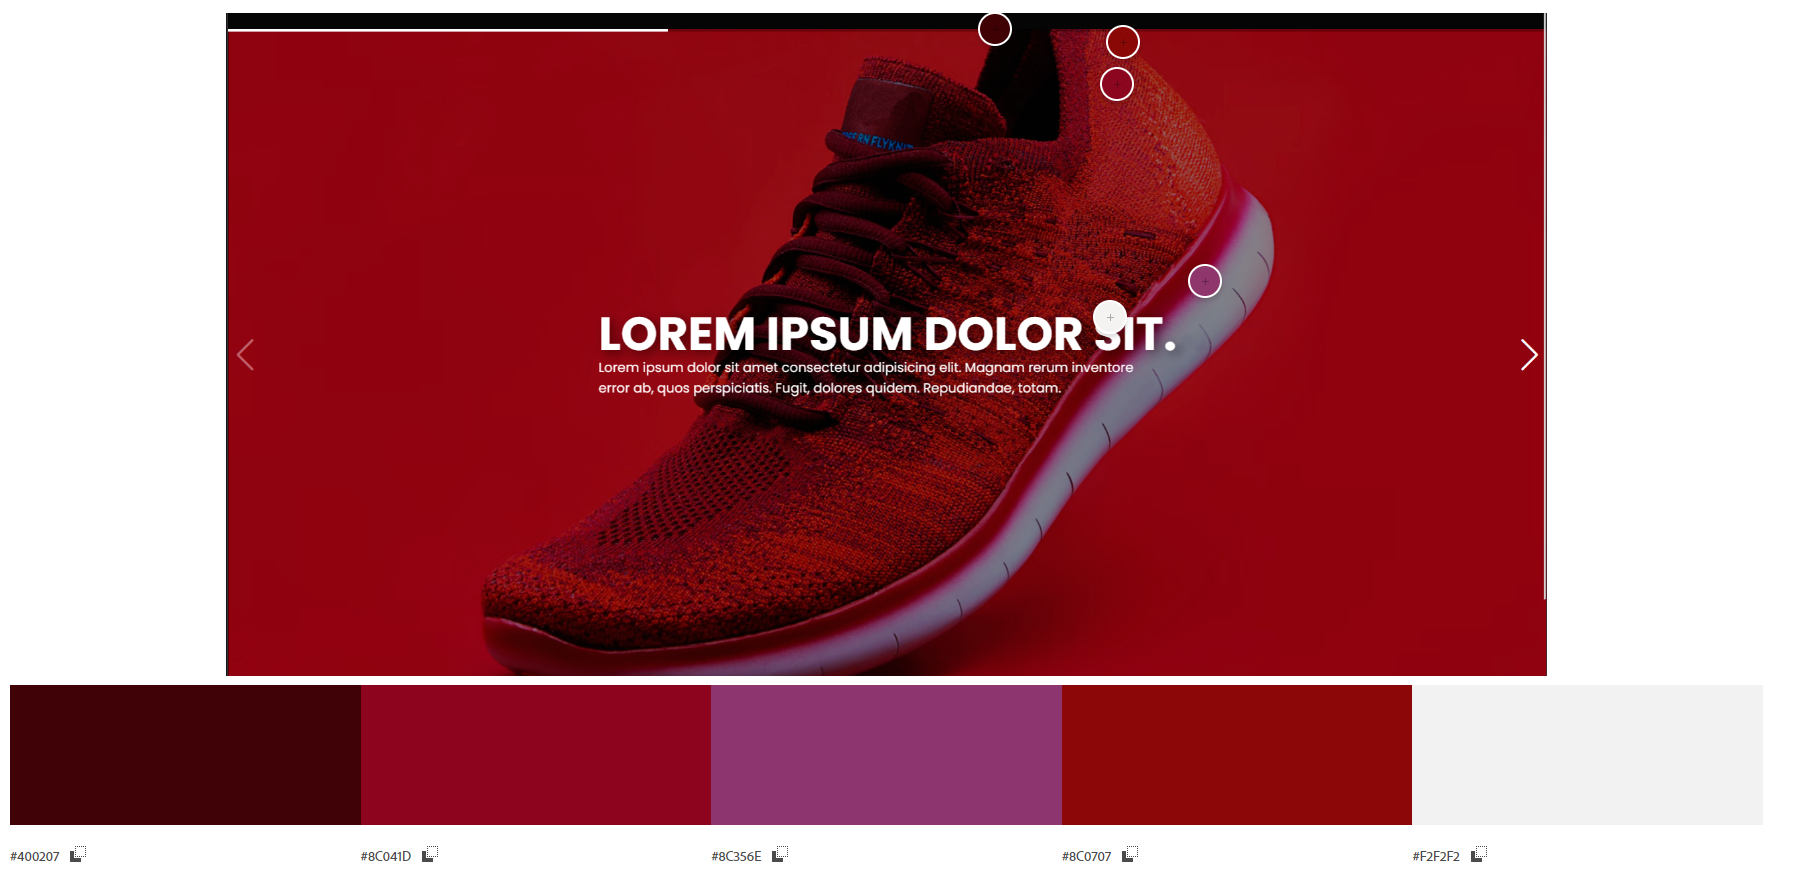 FLYKNIT
LOREM IPSUM DOLOR SIT.
Lorem ipsum dolor sit amet consectetur adipisicing elit. Magnam rerum inventore
error ab, quos perspiciatis. Fugit, dolores quidem. Repudiandae, totam.
#400207
#8C041D
#8C356E
#8C0707
#F2F2F2